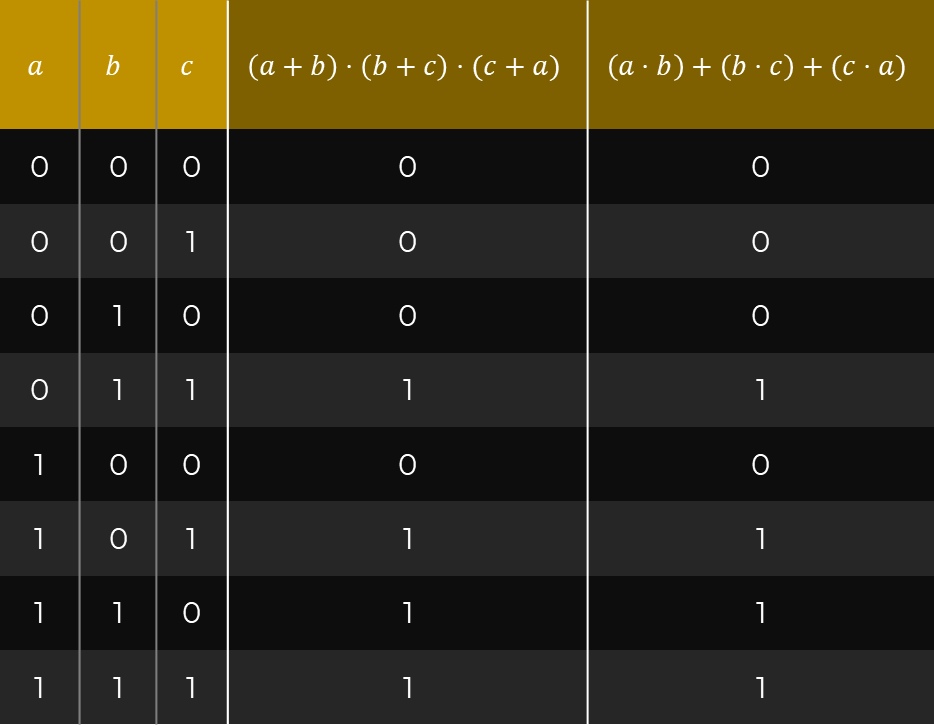 a b c (a + b) · (b + c) · (c + a) (a · b) + (b · c) + (c · a)
0 0 0 0 0
0 0 1 0 0
0 1 0 0 0
0 1 1 1 1
1 0 0 0 0
1 0 1 1 1
1 1 0 1 1
1 1 1 1 1